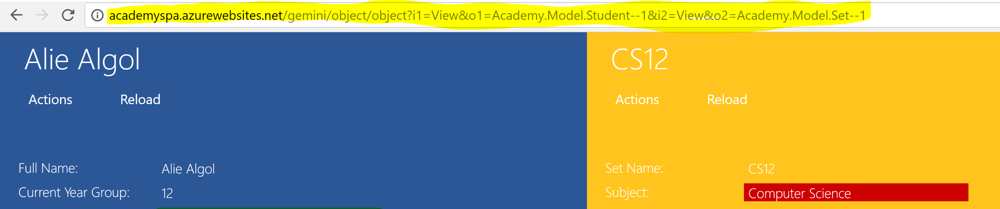 academyspa.azurewebsites.net/gemini/object/object?i1=View&o1=Academy.Model.Student--1&i2=View&o2=Academy.Model.Set--1
Alie Algol
Actions Reload
Full Name: Alie Algol
Current Year Group: 12
CS12
Actions Reload
Set Name: CS12
Subject: Computer Science